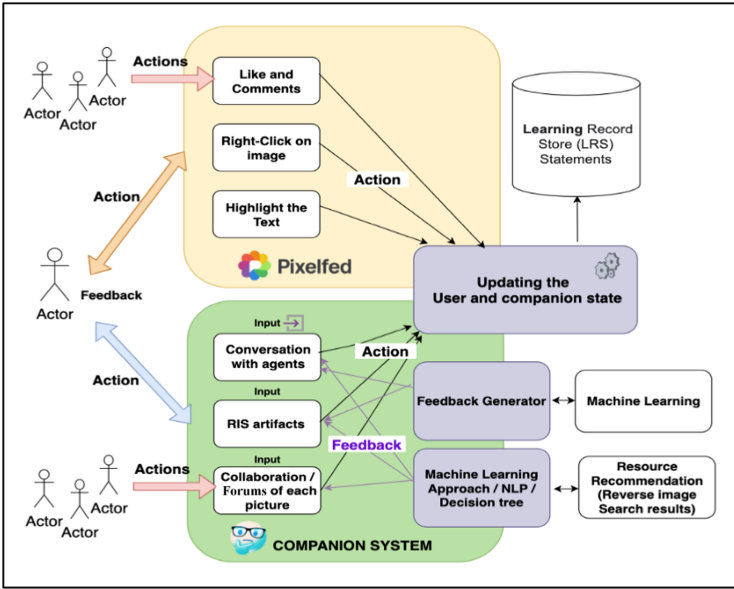 Actions
Actor
Actor
Actor
Like and
Comments
Right-Click on
image
Action
Highlight the
Text
Pixelfed
Learning Record
Store (LRS)
Statements
Action
Actor
Feedback
Action
Updating the
User and companion state
Input
Conversation
with agents
Action
Input
RIS artifacts
Feedback
Input
Collaboration /
Forums of each
picture
Feedback Generator
Machine Learning
Machine Learning
Approach / NLP /
Decision tree
Resource
Recommendation
(Reverse image
Search results)
Actions
Actor
Actor
Actor
COMPANION SYSTEM